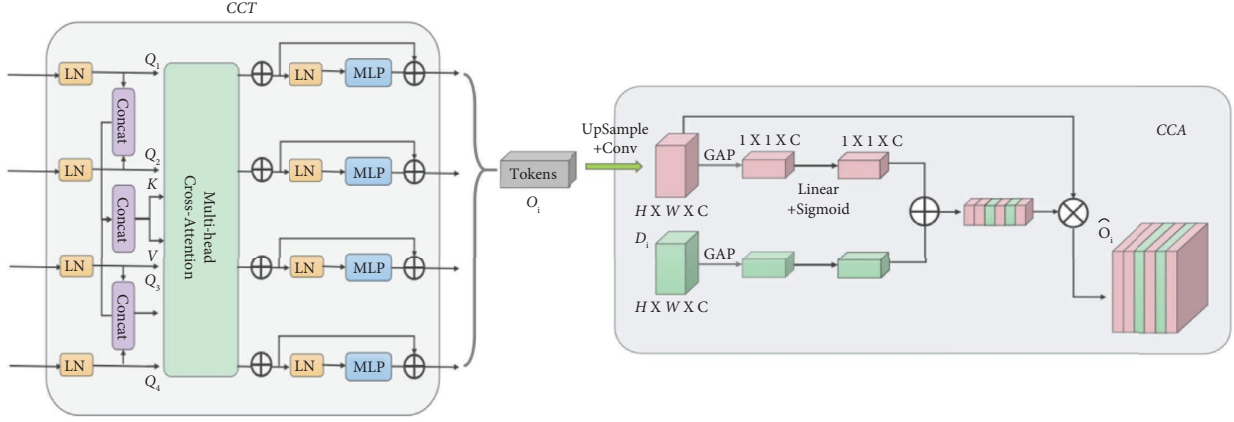 CCT
LN
Q1
Concat
LN
Q2
K
Concat
LN
V
Q3
Concat
LN
Q4
Multi-head
Cross-Attention
LN
MLP
LN
MLP
LN
MLP
LN
MLP
Tokens
Oi
UpSample
+Conv
CCA
H X W X C
GAP
1 X 1 X C
1 X 1 X C
Linear
+Sigmoid
Di
H X W X C
GAP
Ôi